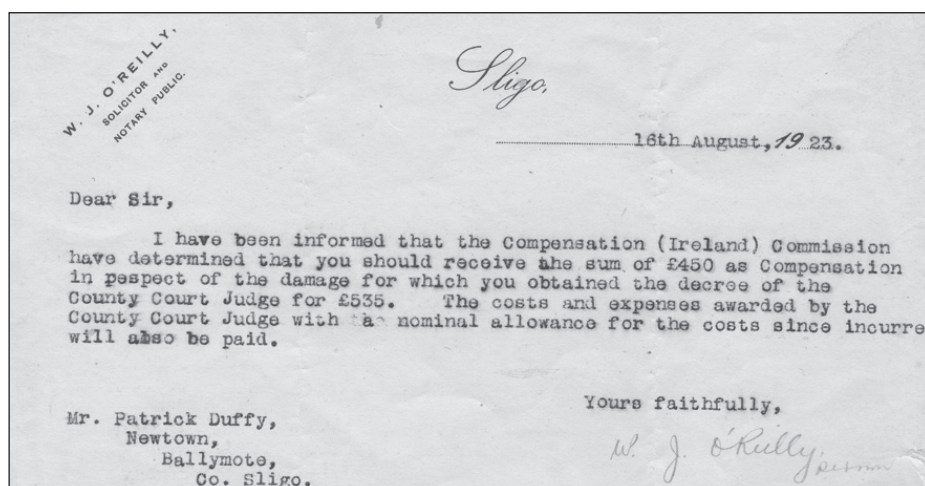 W. J. O'REILLY,
SOLICITOR AND
NOTARY PUBLIC.
Sligo,
16th August, 1923.
Dear Sir,
I have been informed that the Compensation (Ireland) Commission
have determined that you should receive the sum of £450 as Compensation
in pespect of the damage for which you obtained the decree of the
County Court Judge for £535. The costs and expenses awarded by the
County Court Judge with a nominal allowance for the costs since incurre
will also be paid.
Yours faithfully,
W. J. O'Reilly
Mr. Patrick Duffy,
Newtown,
Ballymote,
Co. Sligo.